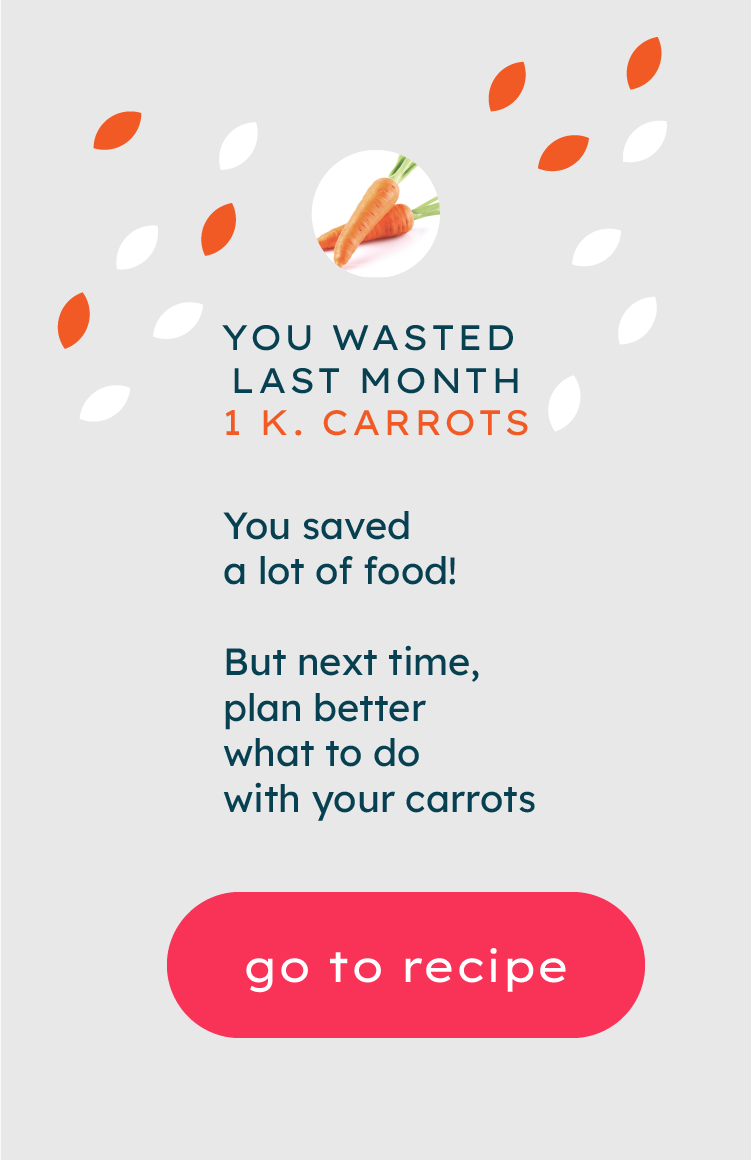 YOU WASTED
LAST MONTH
1 K. CARROTS
You saved
a lot of food!
But next time,
plan better
what to do
with your carrots
go to recipe